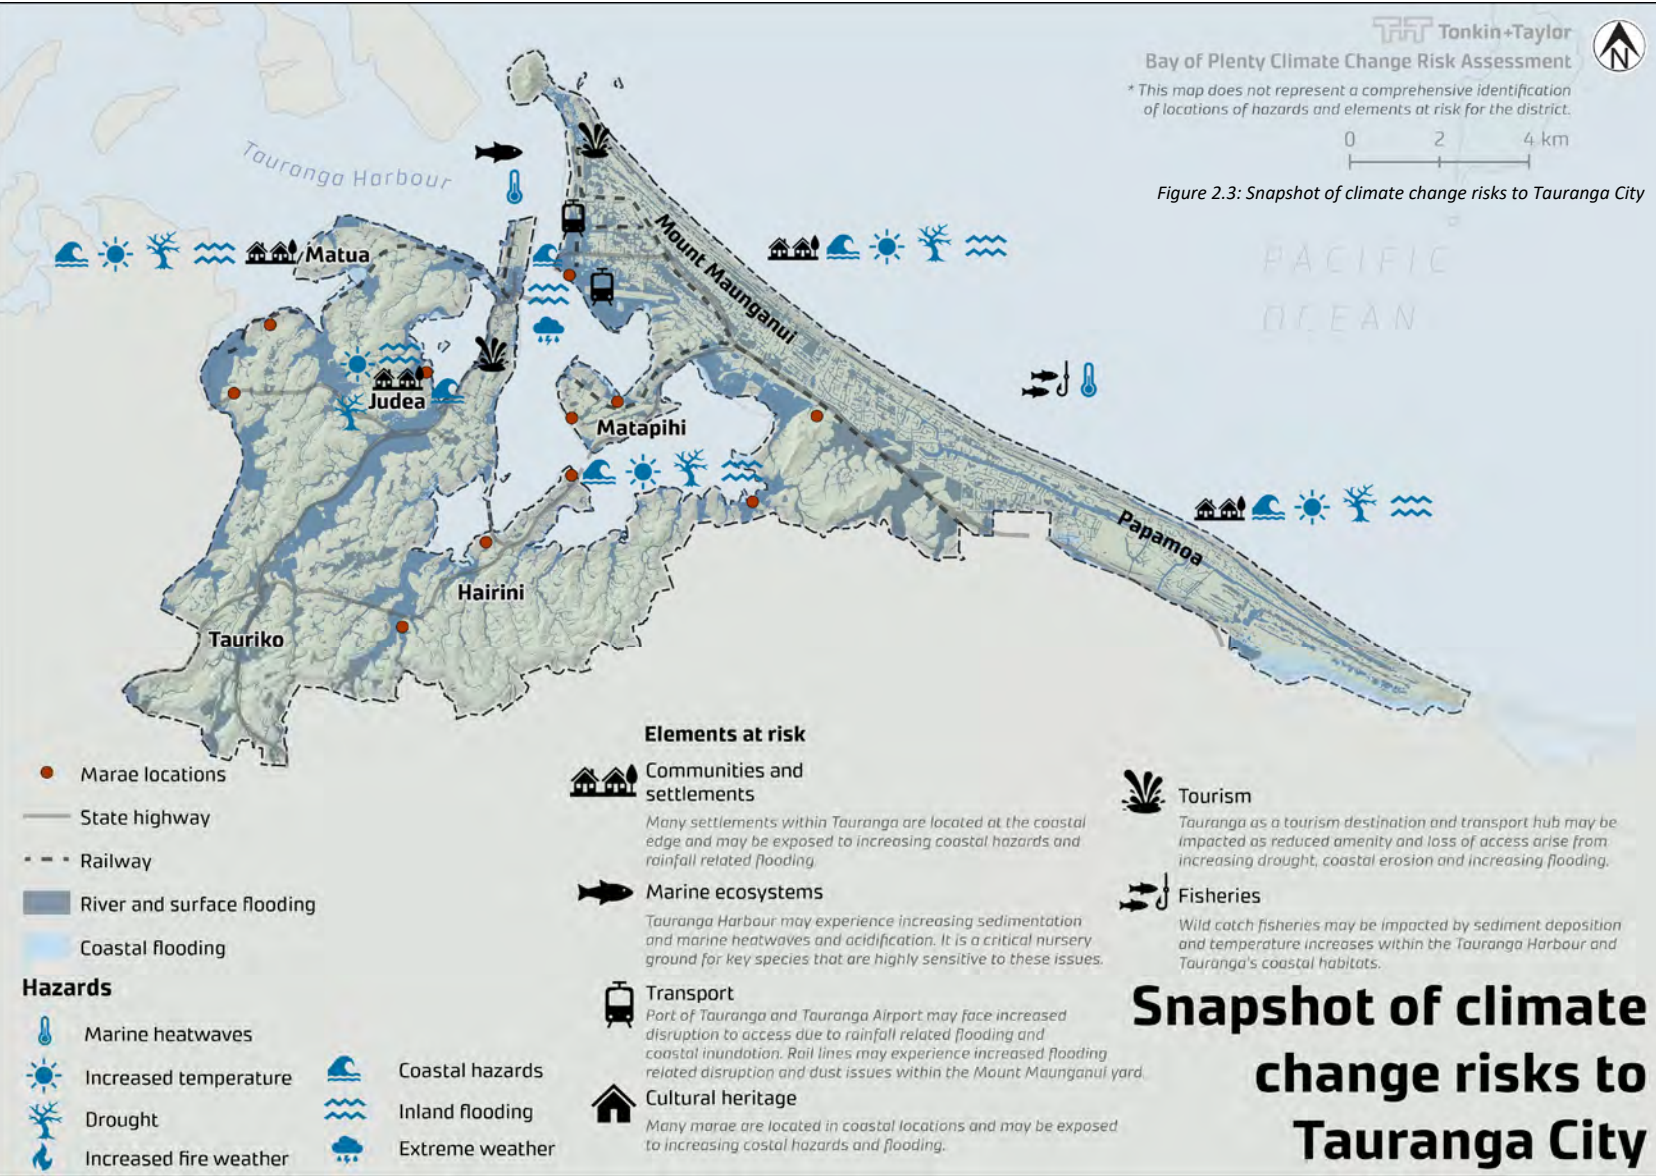 Tonkin+Taylor
Bay of Plenty Climate Change Risk Assessment
* This map does not represent a comprehensive identification
of locations of hazards and elements at risk for the district.
N
0 2 4 km
Figure 2.3: Snapshot of climate change risks to Tauranga City
Tauranga Harbour
PACIFIC
OCEAN
Matua
Mount Maunganui
Judea
Matapihi
Papamoa
Hairini
Tauriko
Marae locations
State highway
Railway
River and surface flooding
Coastal flooding
Hazards
Marine heatwaves
Increased temperature
Drought
Increased fire weather
Coastal hazards
Inland flooding
Extreme weather
Elements at risk
Communities and
settlements
Many settlements within Tauranga are located at the coastal
edge and may be exposed to increasing coastal hazards and
rainfall related flooding
Marine ecosystems
Tauranga Harbour may experience increasing sedimentation
and marine heatwaves and acidification. It is a critical nursery
ground for key species that are highly sensitive to these issues.
Transport
Port of Tauranga and Tauranga Airport may face increased
disruption to access due to rainfall related flooding and
coastal inundation. Rail lines may experience increased flooding
related disruption and dust issues within the Mount Maunganui yard.
Cultural heritage
Many marae are located in coastal locations and may be exposed
to increasing costal hazards and flooding.
Tourism
Tauranga as a tourism destination and transport hub may be
impacted as reduced amenity and loss of access arise from
increasing drought, coastal erosion and increasing flooding.
Fisheries
Wild catch fisheries may be impacted by sediment deposition
and temperature increases within the Tauranga Harbour and
Tauranga's coastal habitats.
Snapshot of climate
change risks to
Tauranga City